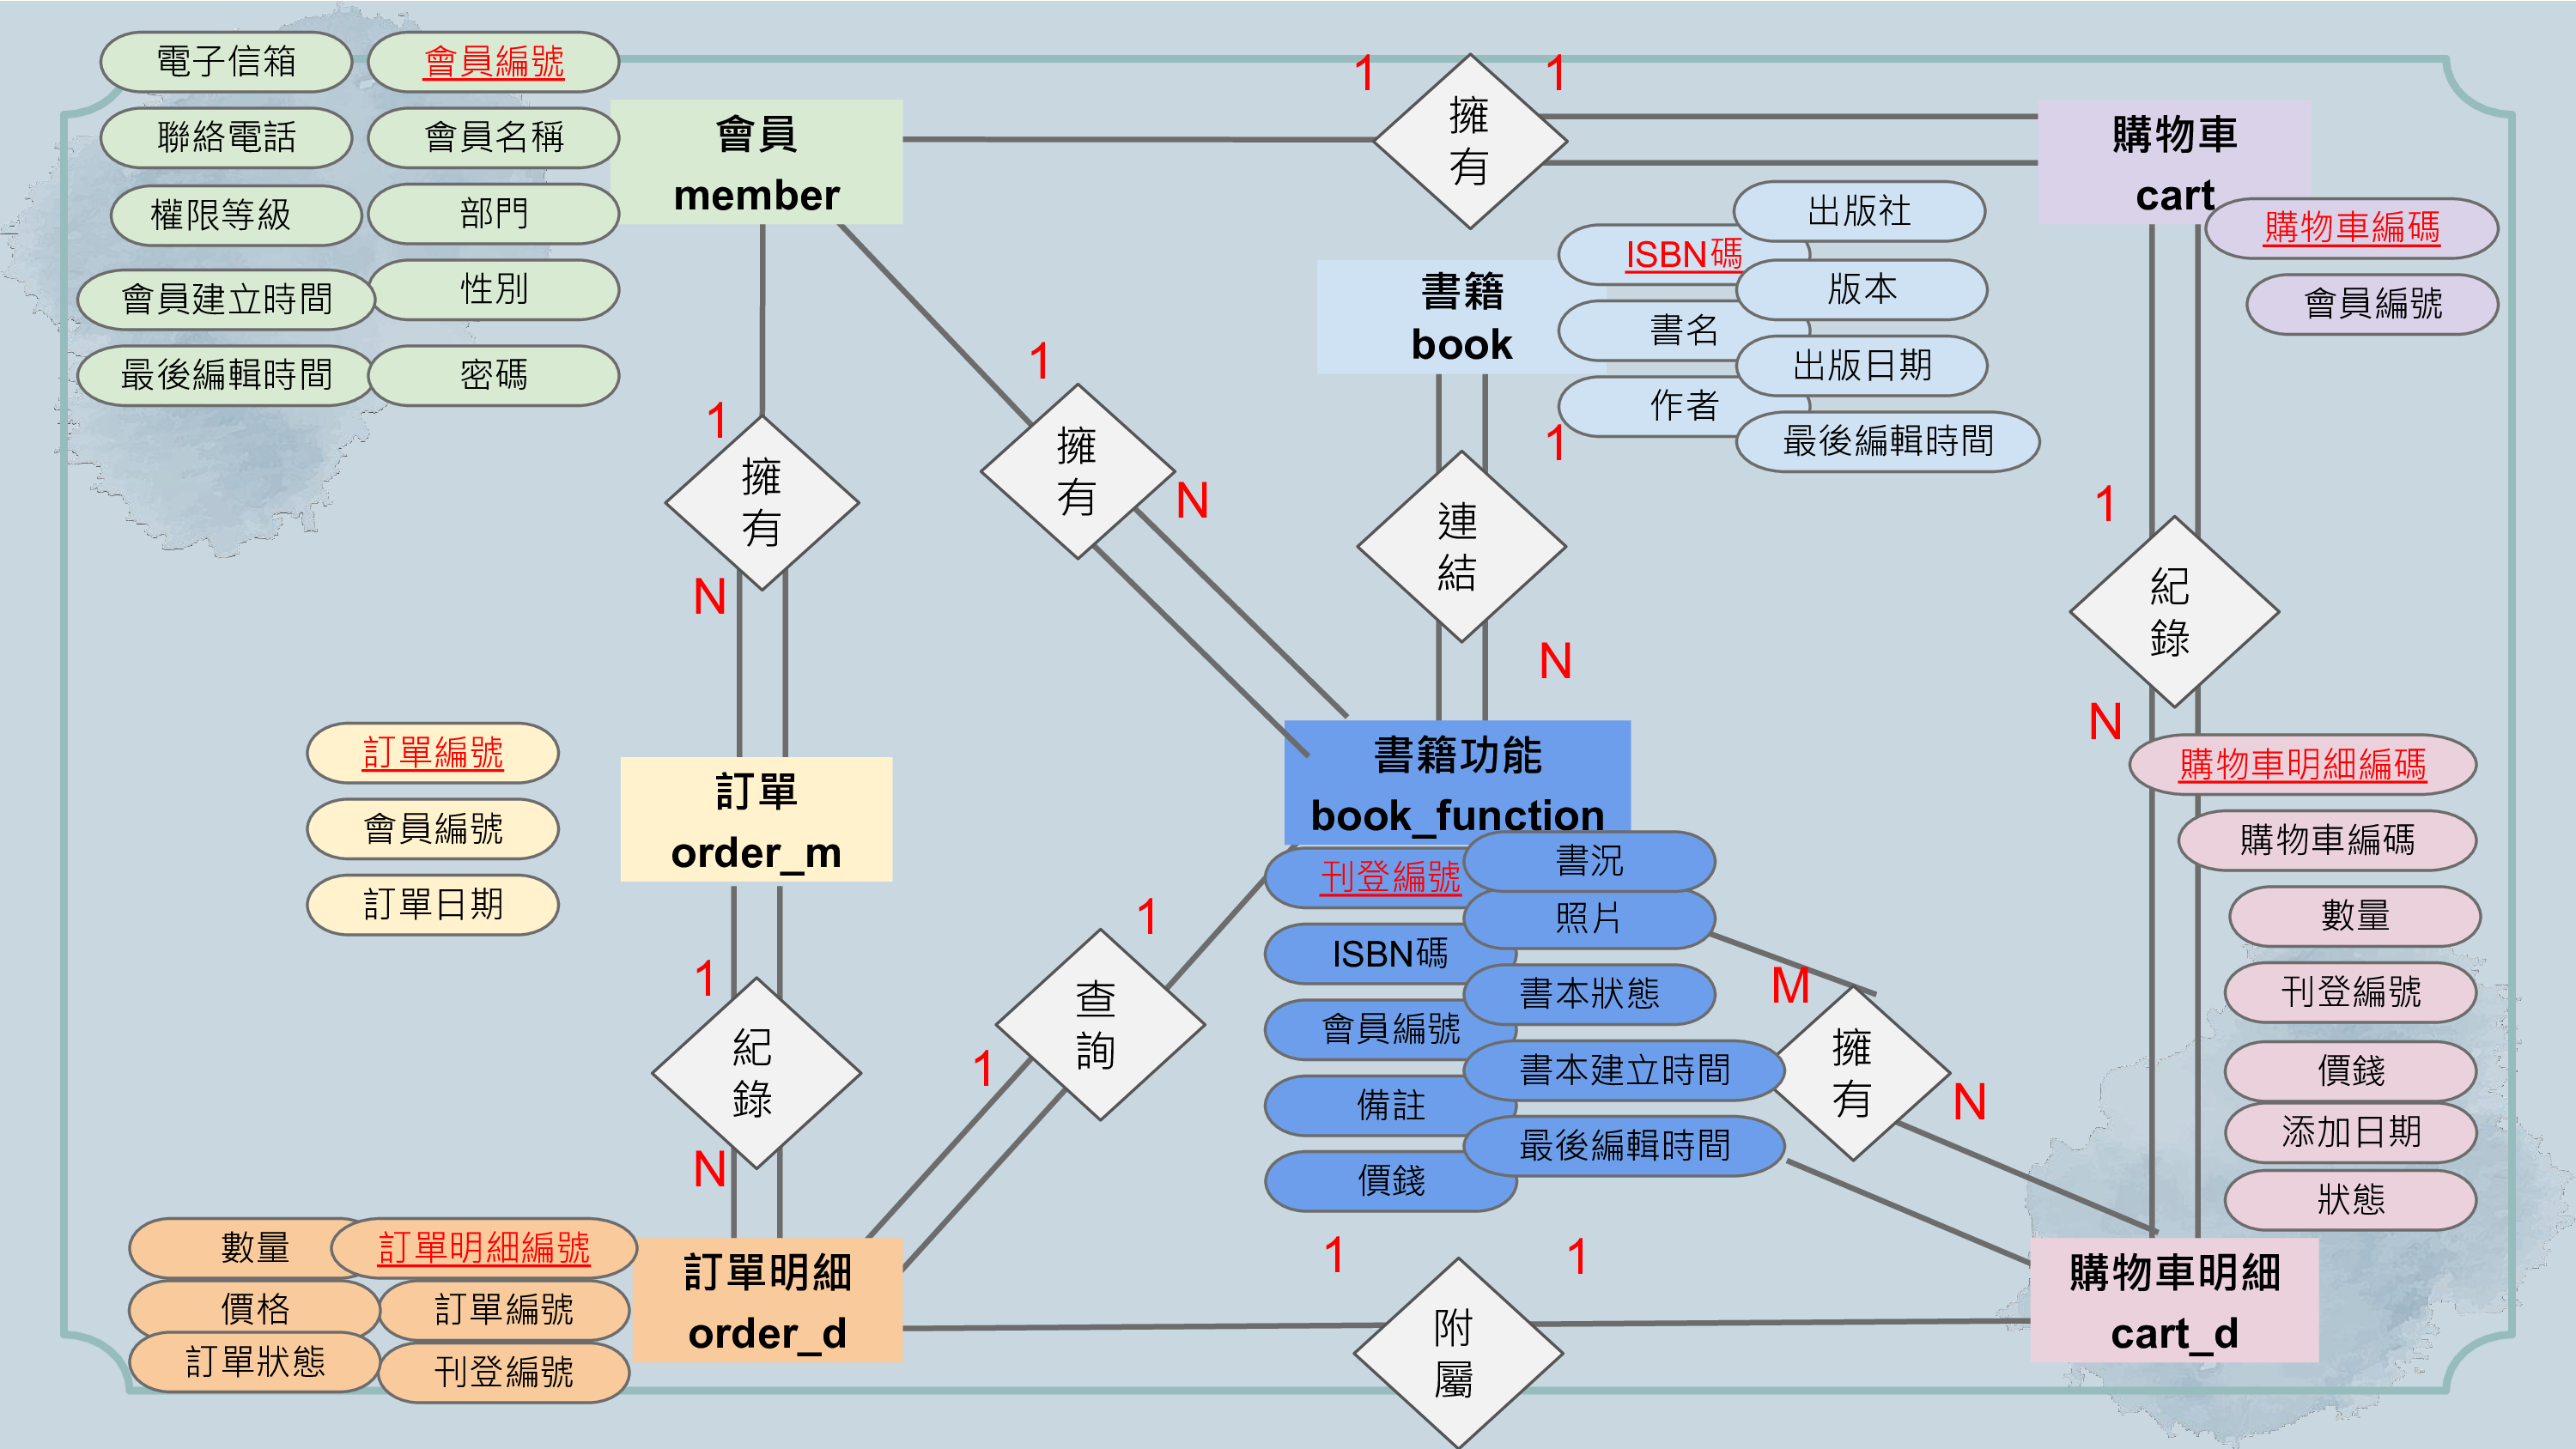 電子信箱
會員編號
聯絡電話
會員名稱
權限等級
部門
會員建立時間
性別
最後編輯時間
密碼
會員
member
1
擁
有
1
購物車
cart
購物車編碼
會員編號
書籍
book
ISBN碼
出版社
版本
書名
出版日期
作者
最後編輯時間
1
擁
有
N
1
擁
有
N
1
連
結
N
1
紀
錄
N
訂單編號
會員編號
訂單日期
訂單
order_m
書籍功能
book_function
刊登編號
書況
照片
ISBN碼
書本狀態
會員編號
書本建立時間
備註
最後編輯時間
價錢
購物車明細編碼
購物車編碼
數量
刊登編號
價錢
添加日期
狀態
1
紀
錄
N
1
查
詢
1
M
擁
有
N
數量
訂單明細編號
價格
訂單編號
訂單狀態
刊登編號
訂單明細
order_d
1
附
屬
1
購物車明細
cart_d